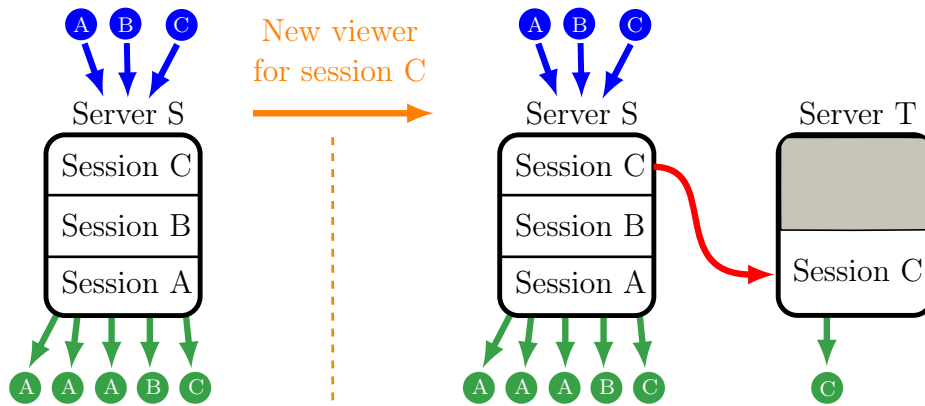 A B C
New viewer
for session C
A B C
Server S
Server S
Server T
Session C
Session B
Session A
Session C
Session B
Session A
Session C
A A A B C
A A A B C
C